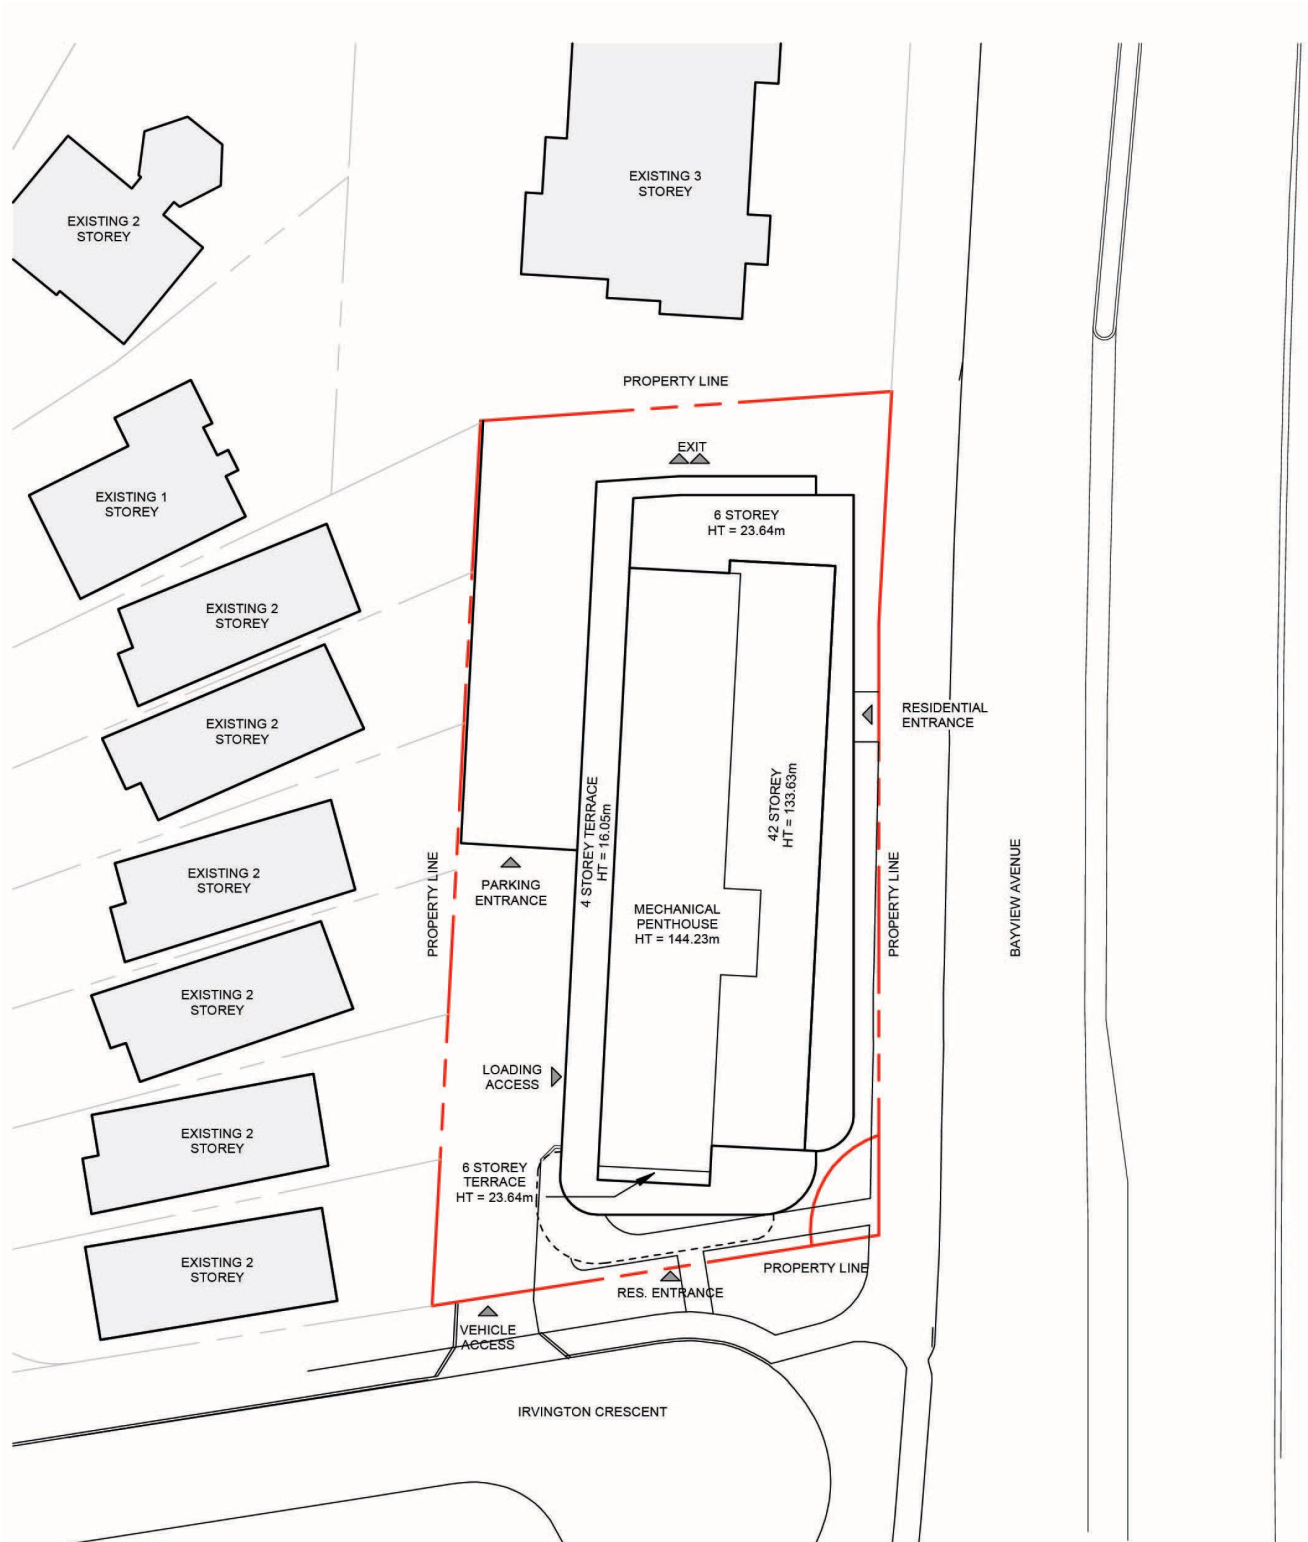 EXISTING 3
STOREY
EXISTING 2
STOREY
PROPERTY LINE
EXIT
EXISTING 1
STOREY
6 STOREY
HT = 23.64m
EXISTING 2
STOREY
RESIDENTIAL
ENTRANCE
EXISTING 2
STOREY
42 STOREY
HT = 133.63m
4 STOREY TERRACE
HT = 16.05m
EXISTING 2
STOREY
PROPERTY LINE
PARKING
ENTRANCE
MECHANICAL
PENTHOUSE
HT = 144.23m
PROPERTY LINE
BAYVIEW AVENUE
EXISTING 2
STOREY
LOADING
ACCESS
EXISTING 2
STOREY
6 STOREY
TERRACE
HT = 23.64m
EXISTING 2
STOREY
PROPERTY LINE
RES. ENTRANCE
VEHICLE
ACCESS
IRVINGTON CRESCENT